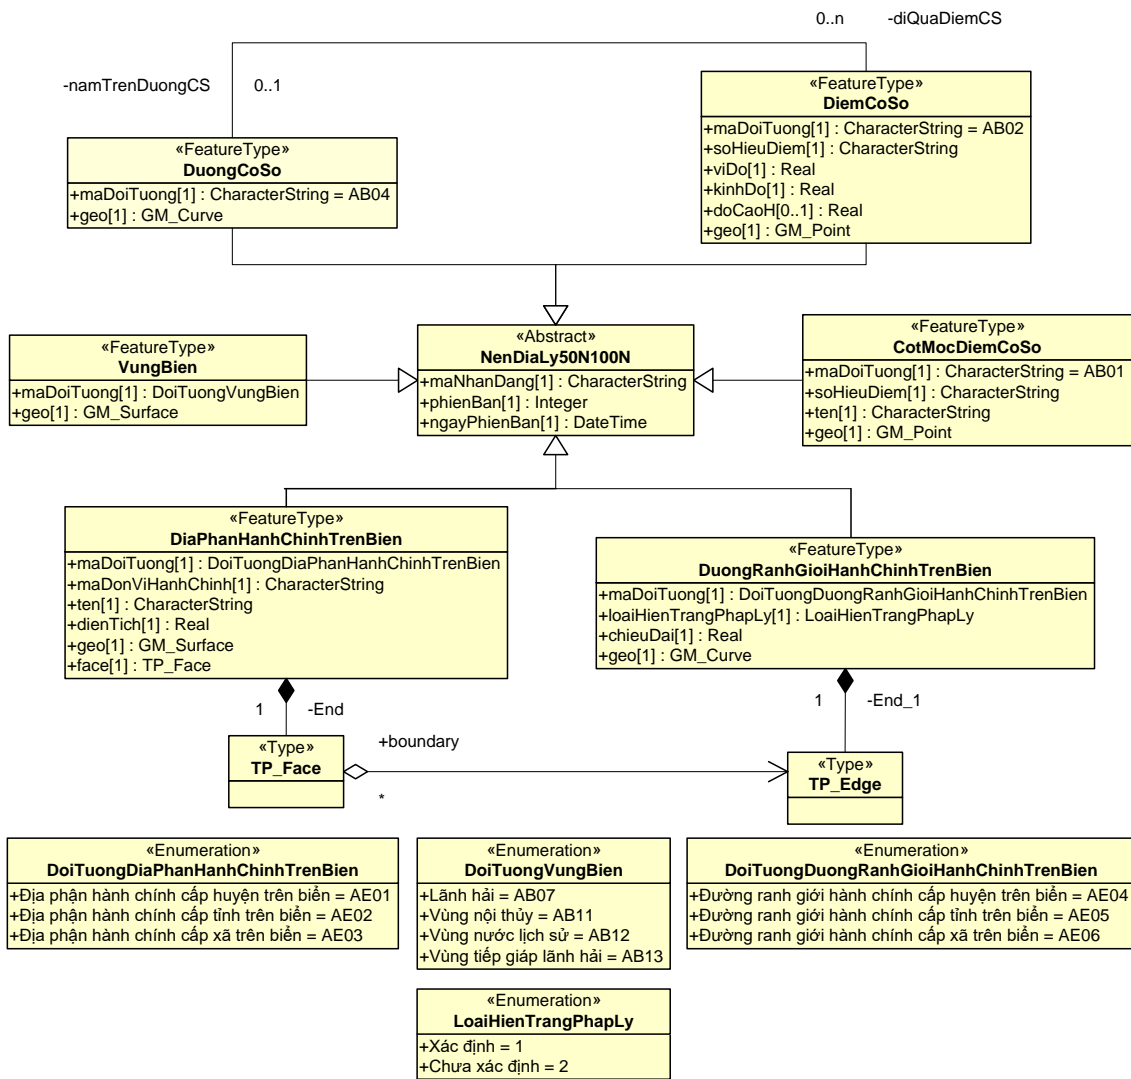 0..n -diQuaDiemCS
-namTrenDuongCS 0..1
«FeatureType»
DiemCoSo
+maDoiTuong[1] : CharacterString = AB02
+soHieuDiem[1] : CharacterString
+viDo[1] : Real
+kinhDo[1] : Real
+doCaoH[0..1] : Real
+geo[1] : GM_Point
«FeatureType»
DuongCoSo
+maDoiTuong[1] : CharacterString = AB04
+geo[1] : GM_Curve
«FeatureType»
VungBien
+maDoiTuong[1] : DoiTuongVungBien
+geo[1] : GM_Surface
«Abstract»
NenDiaLy50N100N
+maNhanDang[1] : CharacterString
+phienBan[1] : Integer
+ngayPhienBan[1] : DateTime
«FeatureType»
CotMocDiemCoSo
+maDoiTuong[1] : CharacterString = AB01
+soHieuDiem[1] : CharacterString
+ten[1] : CharacterString
+geo[1] : GM_Point
«FeatureType»
DiaPhanHanhChinhTrenBien
+maDoiTuong[1] : DoiTuongDiaPhanHanhChinhTrenBien
+maDonViHanhChinh[1] : CharacterString
+ten[1] : CharacterString
+dienTich[1] : Real
+geo[1] : GM_Surface
+face[1] : TP_Face
«FeatureType»
DuongRanhGioiHanhChinhTrenBien
+maDoiTuong[1] : DoiTuongDuongRanhGioiHanhChinhTrenBien
+loaiHienTrangPhapLy[1] : LoaiHienTrangPhapLy
+chieuDai[1] : Real
+geo[1] : GM_Curve
1 -End
1 -End_1
«Type»
TP_Face
+boundary
*
«Type»
TP_Edge
«Enumeration»
DoiTuongDiaPhanHanhChinhTrenBien
+Địa phận hành chính cấp huyện trên biển = AE01
+Địa phận hành chính cấp tỉnh trên biển = AE02
+Địa phận hành chính cấp xã trên biển = AE03
«Enumeration»
DoiTuongVungBien
+Lãnh hải = AB07
+Vùng nội thủy = AB11
+Vùng nước lịch sử = AB12
+Vùng tiếp giáp lãnh hải = AB13
«Enumeration»
DoiTuongDuongRanhGioiHanhChinhTrenBien
+Đường ranh giới hành chính cấp huyện trên biển = AE04
+Đường ranh giới hành chính cấp tỉnh trên biển = AE05
+Đường ranh giới hành chính cấp xã trên biển = AE06
«Enumeration»
LoaiHienTrangPhapLy
+Xác định = 1
+Chưa xác định = 2